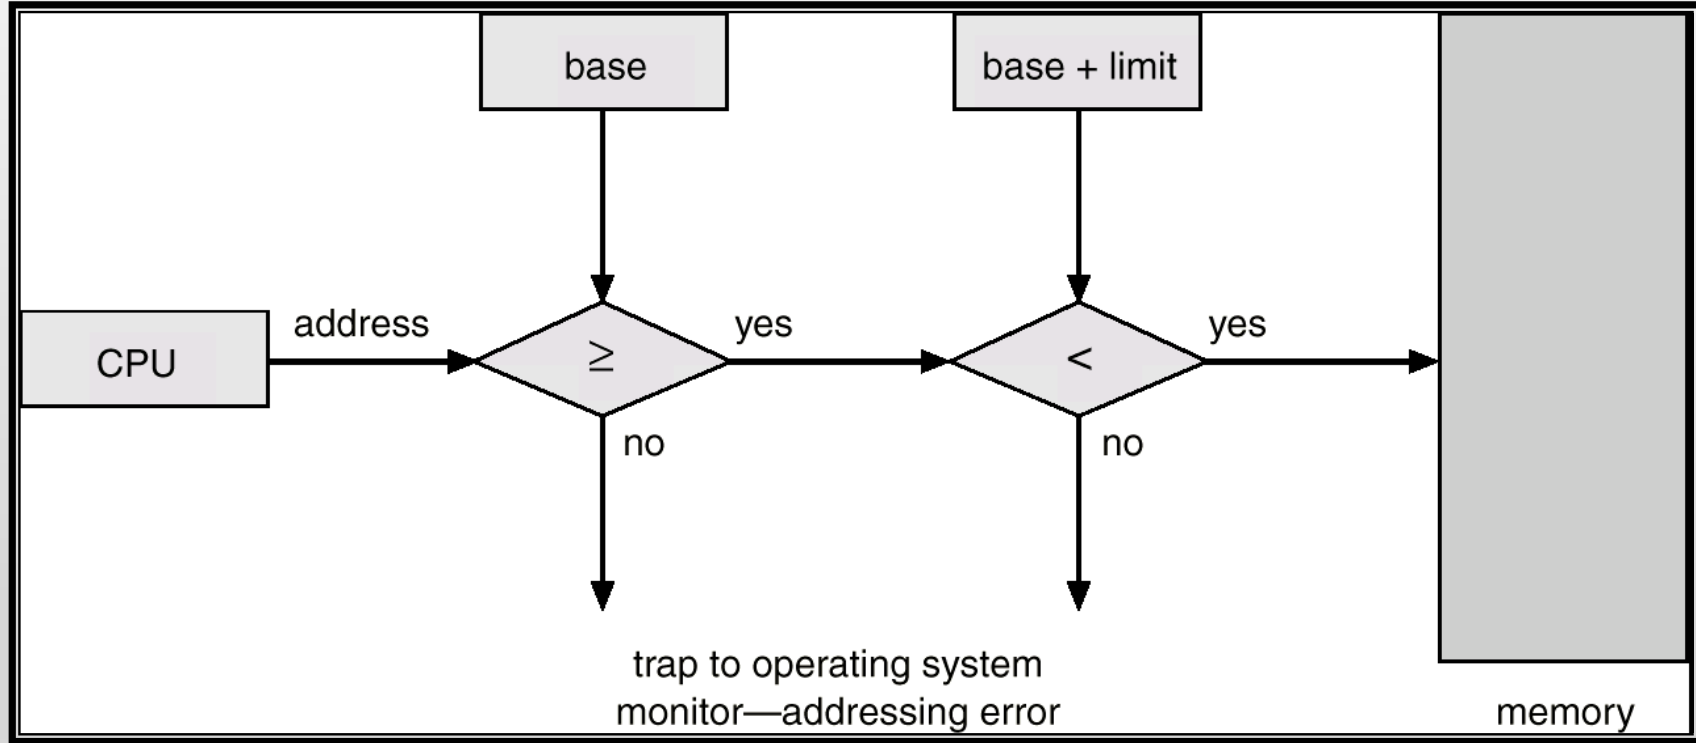 base
base + limit
CPU
address
≥
yes
<
yes
no
no
trap to operating system
monitor—addressing error
memory